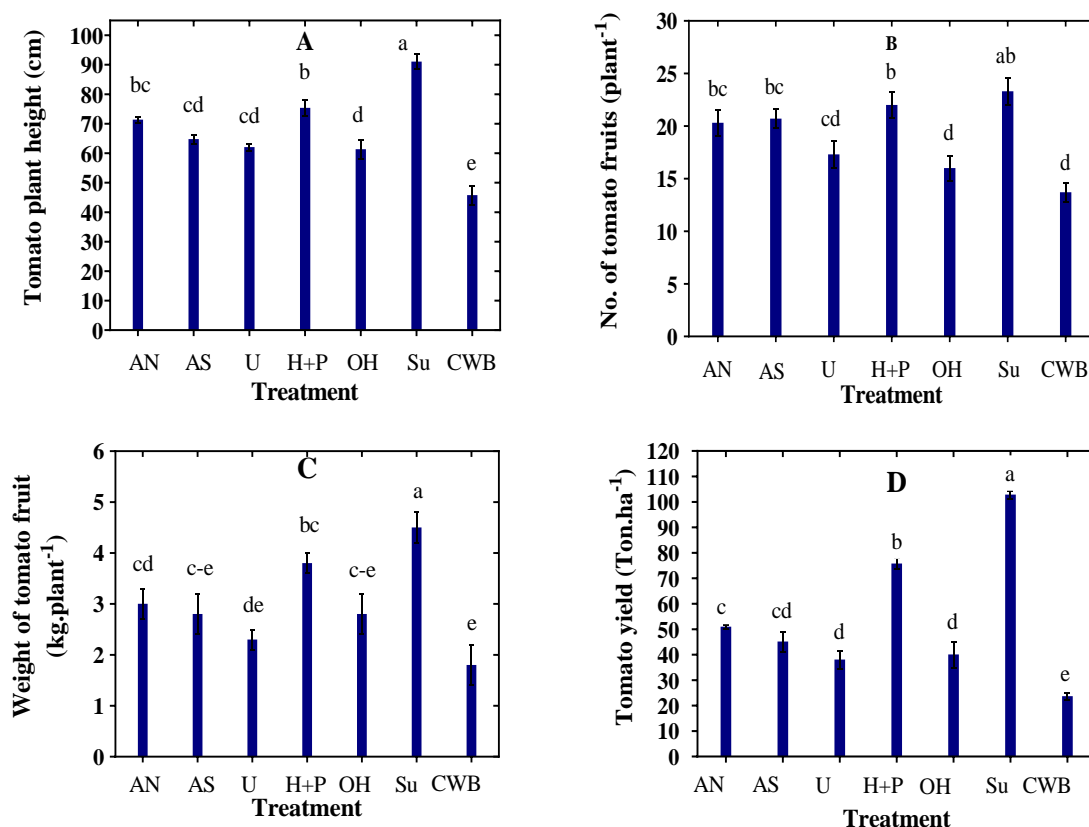 Tomato plant height (cm)
A
100
90
80
70
60
50
40
30
20
10
0
bc
cd
cd
b
d
a
e
AN AS U H+P OH Su CWB
Treatment
No. of tomato fruits (plant-1)
B
30
25
20
15
10
5
0
bc
bc
cd
b
d
ab
d
AN AS U H+P OH Su CWB
Treatment
Weight of tomato fruit
(kg.plant-1)
C
6
5
4
3
2
1
0
cd
c-e
de
bc
c-e
a
e
AN AS U H+P OH Su CWB
Treatment
Tomato yield (Ton.ha-1)
D
120
110
100
90
80
70
60
50
40
30
20
10
0
c
cd
d
b
d
a
e
AN AS U H+P OH Su CWB
Treatment